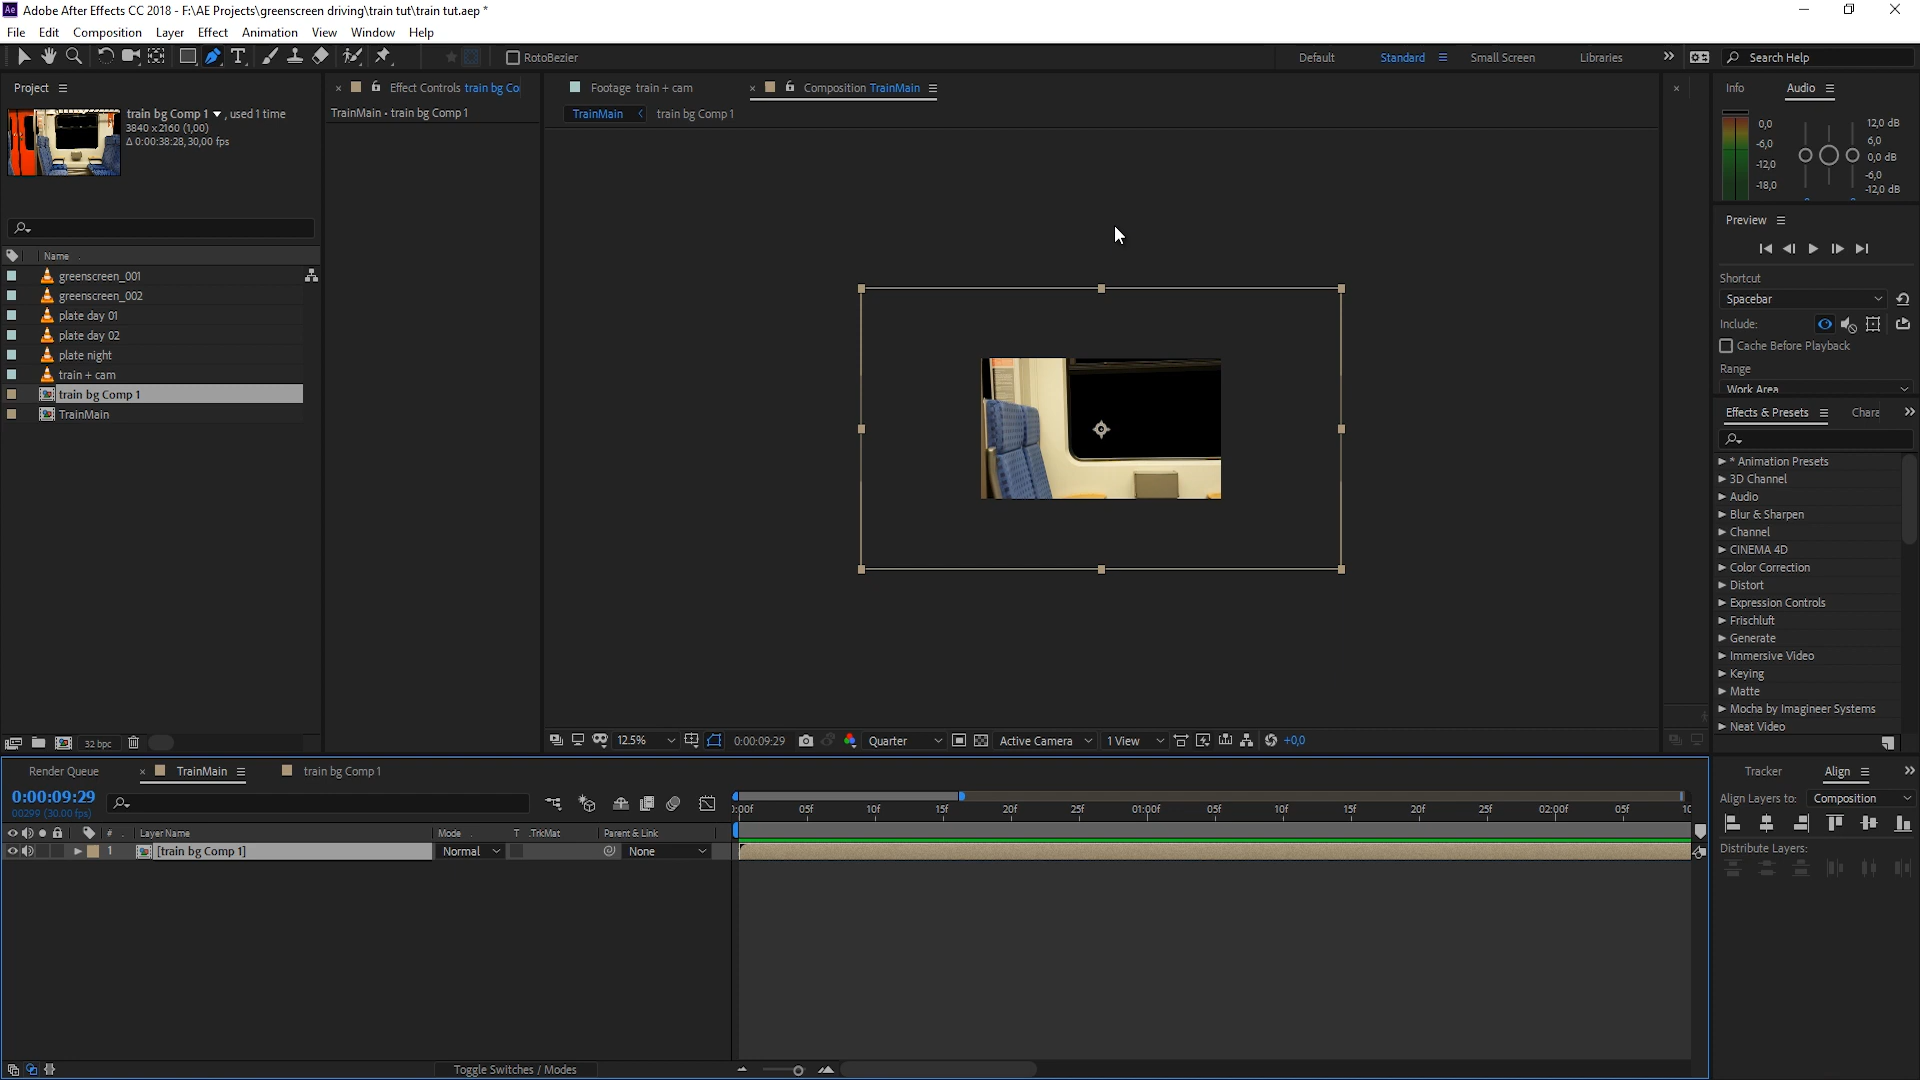 Adobe After Effects CC 2018 - F:\AE Projects\greenscreen driving\train tut\train tut.aep *
File Edit Composition Layer Effect Animation View Window Help
RotoBezier
Default Standard Small Screen Libraries Search Help
Project
train bg Comp 1 , used 1 time
3840 x 2160 (1,00)
Δ 0:00:38:28, 30,00 fps
Name
greenscreen_001
greenscreen_002
plate day 01
plate day 02
plate night
train + cam
train bg Comp 1
TrainMain
32 bpc
Effect Controls train bg Co
TrainMain • train bg Comp 1
Footage train + cam
Composition TrainMain
TrainMain train bg Comp 1
12.5% 0:00:09:29 Quarter Active Camera 1 View +0,0
Info Audio
0,0
-6,0
-12,0
-18,0
12,0 dB
6,0
0,0 dB
-6,0
-12,0 dB
Preview
Shortcut
Spacebar
Include:
Cache Before Playback
Range
Work Area
Effects & Presets Chara
* Animation Presets
3D Channel
Audio
Blur & Sharpen
Channel
CINEMA 4D
Color Correction
Distort
Expression Controls
Frischluft
Generate
Immersive Video
Keying
Matte
Mocha by Imagineer Systems
Neat Video
Render Queue TrainMain train bg Comp 1
0:00:09:29
00299 (30.00 fps)
# Layer Name Mode T .TrkMat Parent & Link
1 [train bg Comp 1] Normal None
):00f 05f 10f 15f 20f 25f 01:00f 05f 10f 15f 20f 25f 02:00f 05f 10
Toggle Switches / Modes
Tracker Align
Align Layers to: Composition
Distribute Layers: